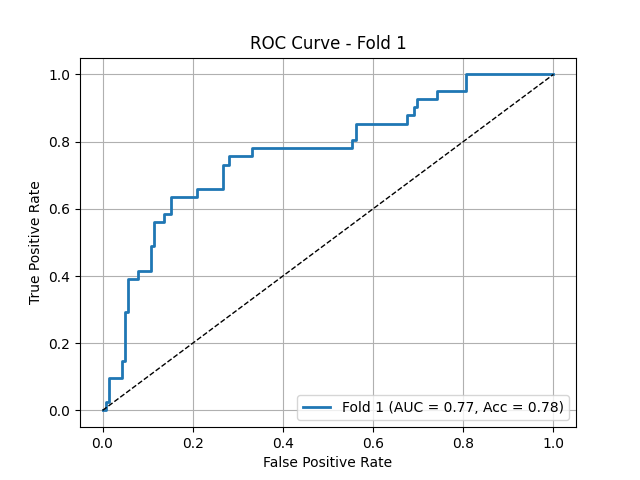 ROC Curve - Fold 1
1.0
0.8
0.6
0.4
0.2
0.0
True Positive Rate
Fold 1 (AUC = 0.77, Acc = 0.78)
0.0 0.2 0.4 0.6 0.8 1.0
False Positive Rate